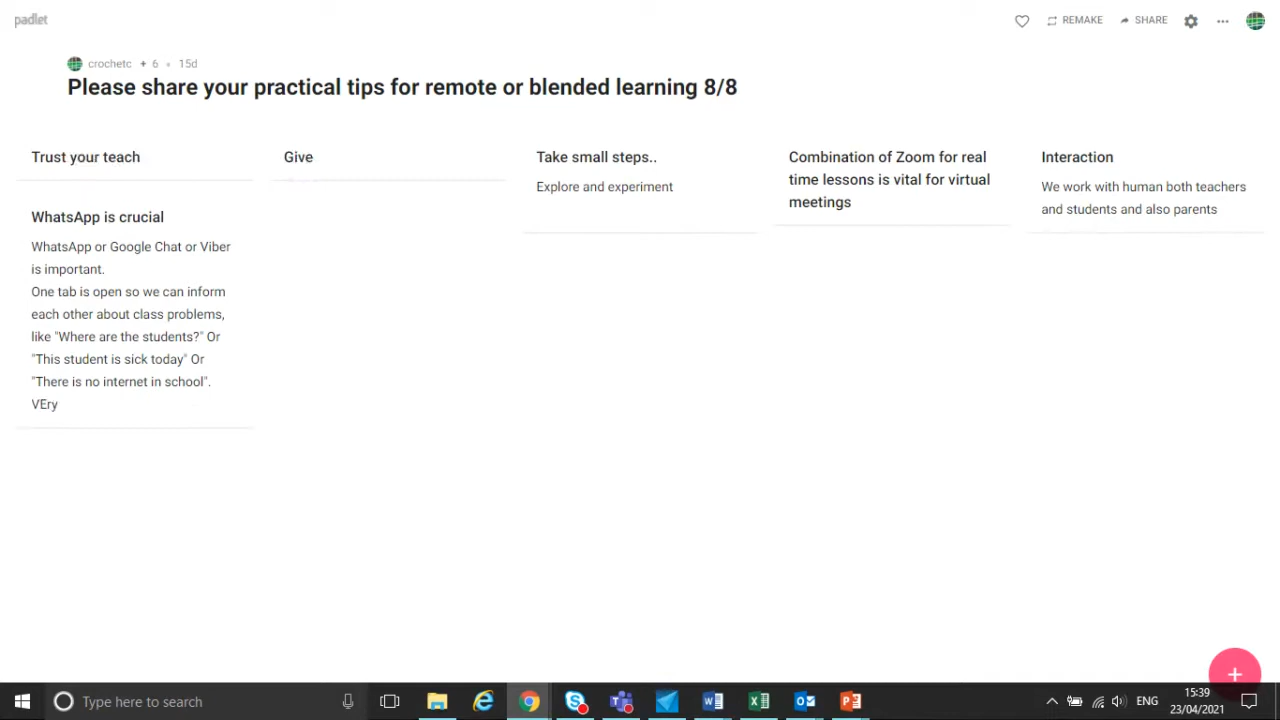 padlet
REMAKE
SHARE
crochetc + 6 • 15d
Please share your practical tips for remote or blended learning 8/8
Trust your teach
WhatsApp is crucial
WhatsApp or Google Chat or Viber
is important.
One tab is open so we can inform
each other about class problems,
like "Where are the students?" Or
"This student is sick today" Or
"There is no internet in school".
VEry
Give
Take small steps..
Explore and experiment
Combination of Zoom for real
time lessons is vital for virtual
meetings
Interaction
We work with human both teachers
and students and also parents
Type here to search
ENG
15:39
23/04/2021